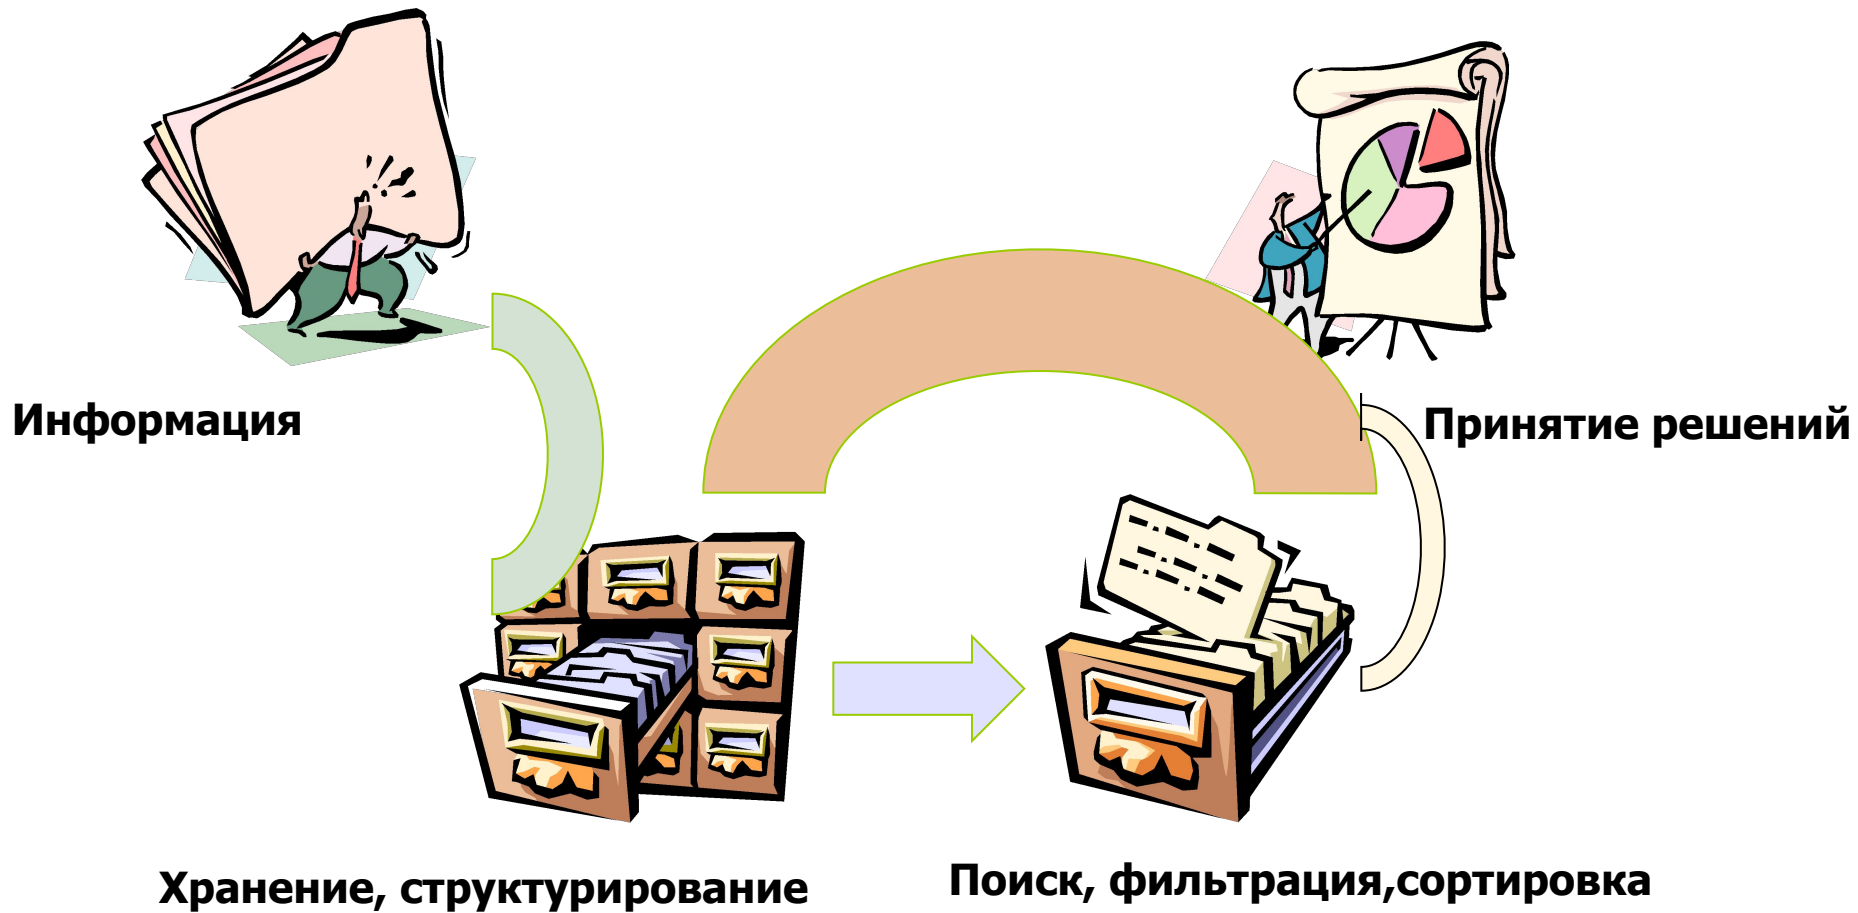 Информация
Принятие решений
Хранение, структурирование
Поиск, фильтрация,сортировка